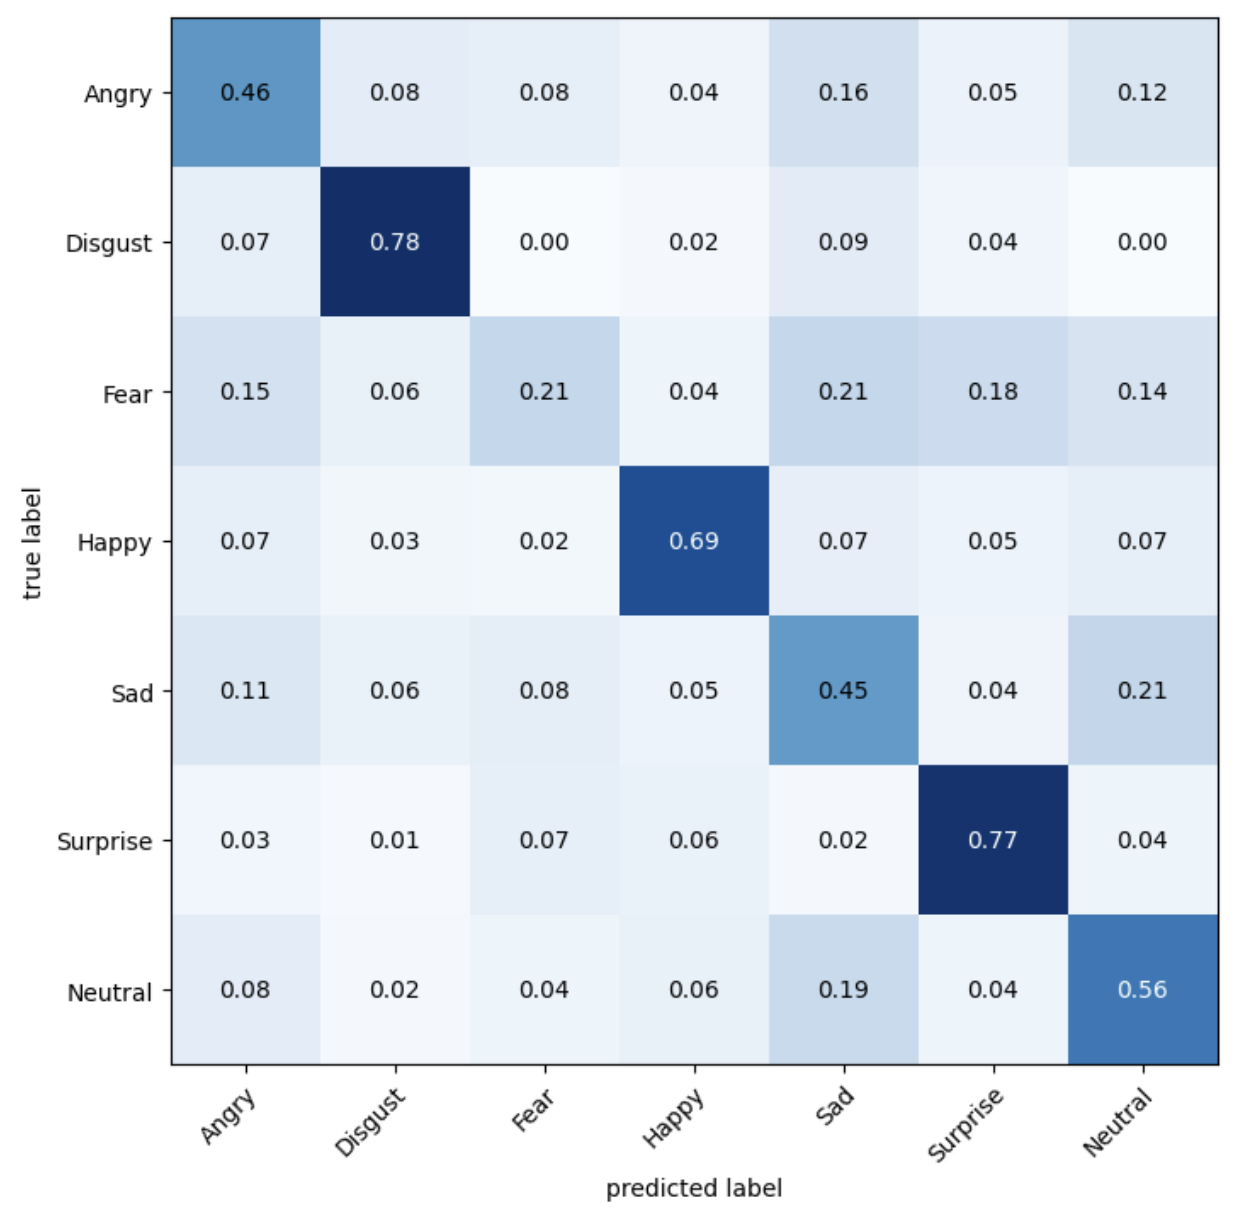 Angry 0.46 0.08 0.08 0.04 0.16 0.05 0.12
Disgust 0.07 0.78 0.00 0.02 0.09 0.04 0.00
Fear 0.15 0.06 0.21 0.04 0.21 0.18 0.14
Happy 0.07 0.03 0.02 0.69 0.07 0.05 0.07
Sad 0.11 0.06 0.08 0.05 0.45 0.04 0.21
Surprise 0.03 0.01 0.07 0.06 0.02 0.77 0.04
Neutral 0.08 0.02 0.04 0.06 0.19 0.04 0.56
true label
Angry Disgust Fear Happy Sad Surprise Neutral
predicted label